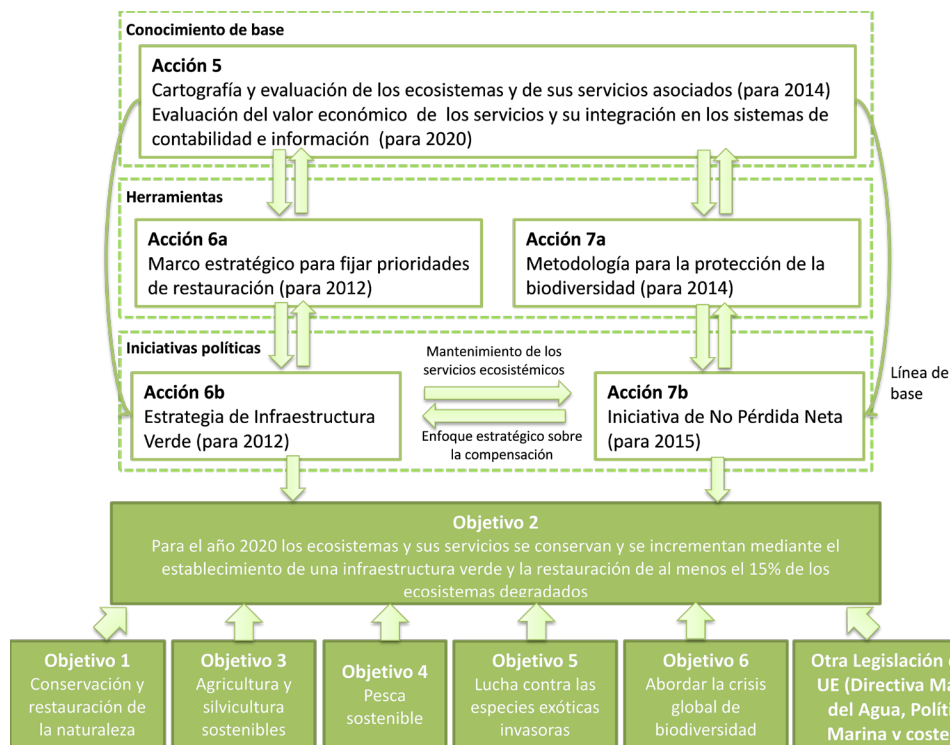 Conocimiento de base
Acción 5
Cartografía y evaluación de los ecosistemas y de sus servicios asociados (para 2014)
Evaluación del valor económico de los servicios y su integración en los sistemas de
contabilidad e información (para 2020)
Herramientas
Acción 6a
Marco estratégico para fijar prioridades
de restauración (para 2012)
Acción 7a
Metodología para la protección de la
biodiversidad (para 2014)
Iniciativas políticas
Acción 6b
Estrategia de Infraestructura
Verde (para 2012)
Mantenimiento de los
servicios ecosistémicos
Enfoque estratégico sobre
la compensación
Acción 7b
Iniciativa de No Pérdida Neta
(para 2015)
Línea de
base
Objetivo 2
Para el año 2020 los ecosistemas y sus servicios se conservan y se incrementan mediante el
establecimiento de una infraestructura verde y la restauración de al menos el 15% de los
ecosistemas degradados
Objetivo 1
Conservación y
restauración de
la naturaleza
Objetivo 3
Agricultura y
silvicultura
sostenibles
Objetivo 4
Pesca
sostenible
Objetivo 5
Lucha contra las
especies exóticas
invasoras
Objetivo 6
Abordar la crisis
global de
biodiversidad
Otra Legislación
UE (Directiva Ma
del Agua, Políti
Marina y coste